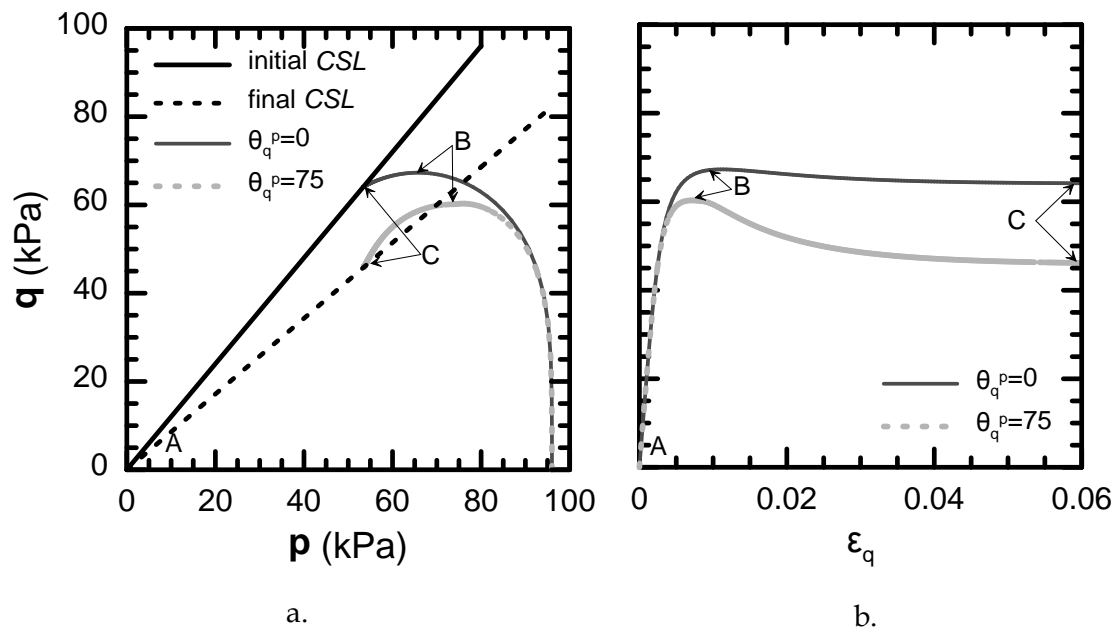 100
80
60
40
20
0
q (kPa)
initial CSL
final CSL
θqᵖ=0
θqᵖ=75
B
C
A
0 20 40 60 80 100
p (kPa)
a.
B
C
θqᵖ=0
θqᵖ=75
A
0 0.02 0.04 0.06
εq
b.